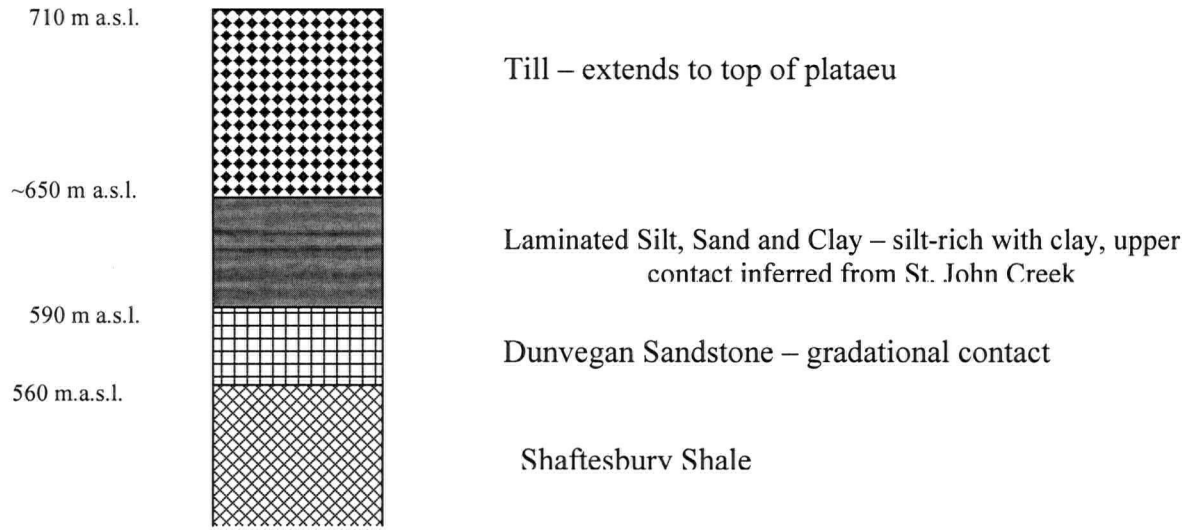 710 m a.s.l.
Till – extends to top of plataeu
~650 m a.s.l.
Laminated Silt, Sand and Clay – silt-rich with clay, upper
contact inferred from St. John Creek
590 m a.s.l.
Dunvegan Sandstone – gradational contact
560 m.a.s.l.
Shaftesbury Shale